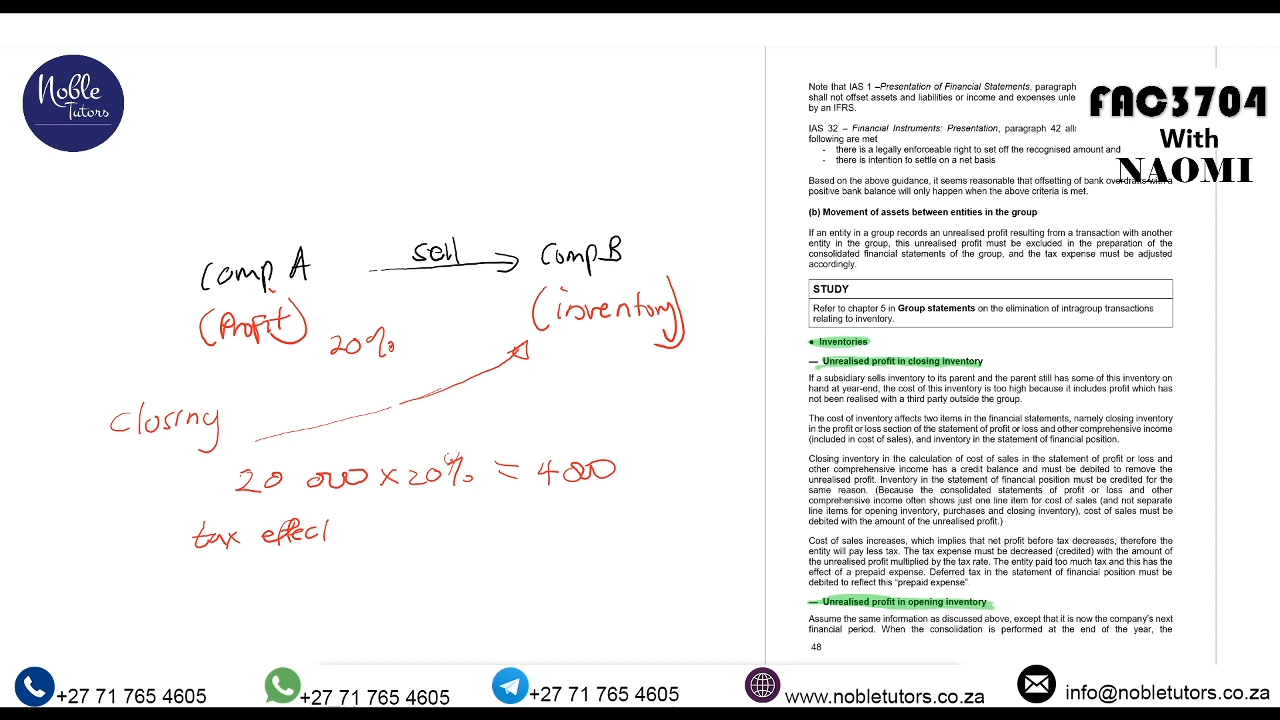 Noble
Tutors
Comp A
sell
Comp B
(Profit)
20%
(inventory)
Closing
20 000 x 20% = 4000
tax effect
Note that IAS 1 –Presentation of Financial Statements, paragraph
shall not offset assets and liabilities or income and expenses unle
by an IFRS.
IAS 32 – Financial Instruments: Presentation, paragraph 42 all
following are met
- there is a legally enforceable right to set off the recognised amount and
- there is intention to settle on a net basis
Based on the above guidance, it seems reasonable that offsetting of bank overdrafts with a
positive bank balance will only happen when the above criteria is met.
FAC3704
With
NAOMI
(b) Movement of assets between entities in the group
If an entity in a group records an unrealised profit resulting from a transaction with another
entity in the group, this unrealised profit must be excluded in the preparation of the
consolidated financial statements of the group, and the tax expense must be adjusted
accordingly.
STUDY
Refer to chapter 5 in Group statements on the elimination of intragroup transactions
relating to inventory.
• Inventories
— Unrealised profit in closing inventory
If a subsidiary sells inventory to its parent and the parent still has some of this inventory on
hand at year-end, the cost of this inventory is too high because it includes profit which has
not been realised with a third party outside the group.
The cost of inventory affects two items in the financial statements, namely closing inventory
in the profit or loss section of the statement of profit or loss and other comprehensive income
(included in cost of sales), and inventory in the statement of financial position.
Closing inventory in the calculation of cost of sales in the statement of profit or loss and
other comprehensive income has a credit balance and must be debited to remove the
unrealised profit. Inventory in the statement of financial position must be credited for the
same reason. (Because the consolidated statements of profit or loss and other
comprehensive income often shows just one line item for cost of sales (and not separate
line items for opening inventory, purchases and closing inventory), cost of sales must be
debited with the amount of the unrealised profit.)
Cost of sales increases, which implies that net profit before tax decreases, therefore the
entity will pay less tax. The tax expense must be decreased (credited) with the amount of
the unrealised profit multiplied by the tax rate. The entity paid too much tax and this has the
effect of a prepaid expense. Deferred tax in the statement of financial position must be
debited to reflect this “prepaid expense”.
— Unrealised profit in opening inventory
Assume the same information as discussed above, except that it is now the company's next
financial period. When the consolidation is performed at the end of the year, the
48
+27 71 765 4605
+27 71 765 4605
+27 71 765 4605
www.nobletutors.co.za
info@nobletutors.co.za